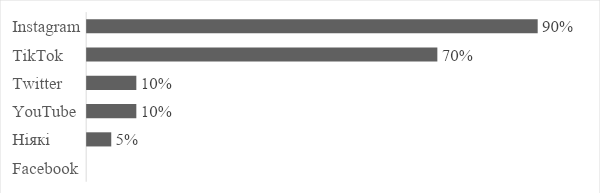 Instagram 90%
TikTok 70%
Twitter 10%
YouTube 10%
Ніякі 5%
Facebook